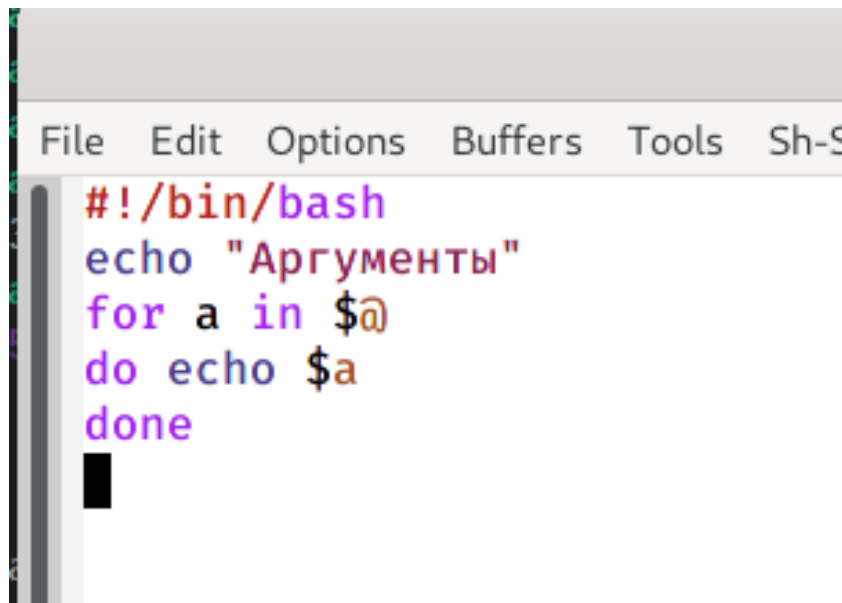 File Edit Options Buffers Tools
#!/bin/bash
echo "Аргументы"
for a in $@
do echo $a
done